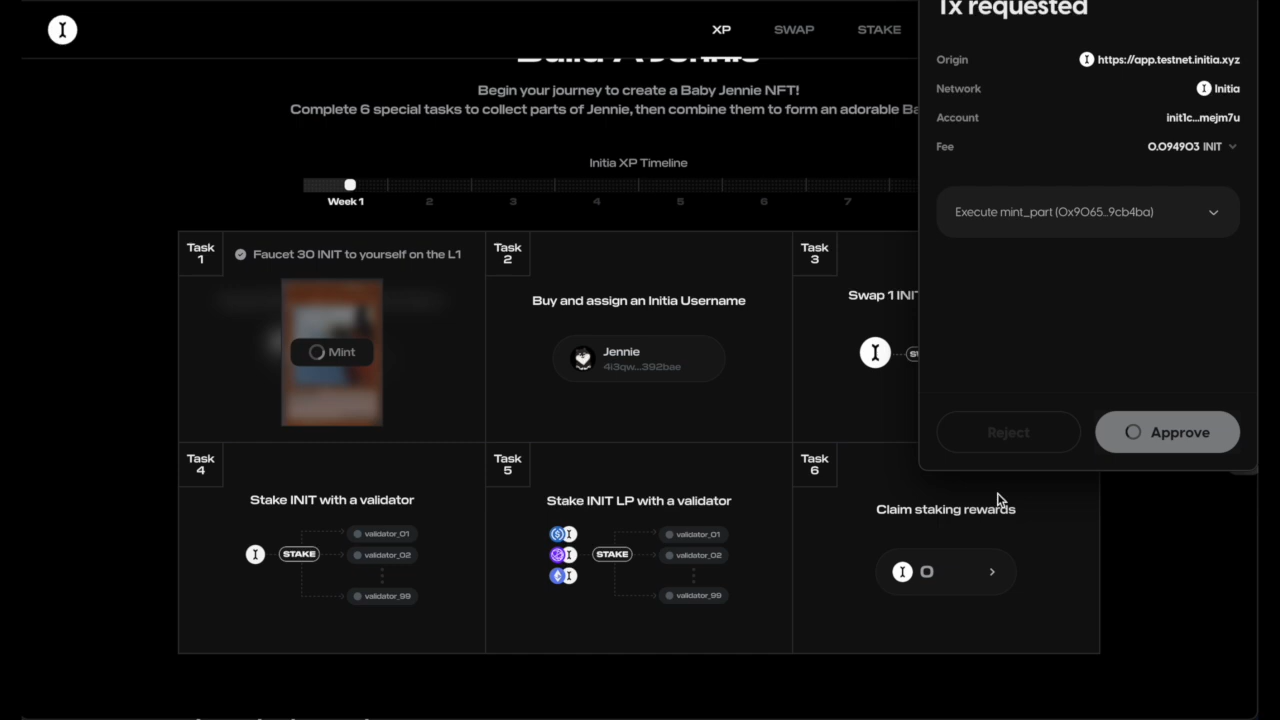 XP
SWAP
STAKE
Begin your journey to create a Baby Jennie NFT!
Complete 6 special tasks to collect parts of Jennie, then combine them to form an adorable
Initia XP Timeline
Week 1
2
3
4
5
6
7
Task
1
Faucet 30 INIT to yourself on the L1
Mint
Task
2
Buy and assign an Initia Username
Jennie
4i3qw...392bae
Task
3
Swap 1
Task
4
Stake INIT with a validator
STAKE
validator_01
validator_02
validator_99
Task
5
Stake INIT LP with a validator
STAKE
validator_01
validator_02
validator_99
Task
6
Claim staking rewards
0
Tx requested
Origin
https://app.testnet.initia.xyz
Network
Initia
Account
init1c...mejm7u
Fee
0.094903 INIT
Execute mint_part (0x9065..9cb4ba)
Reject
Approve